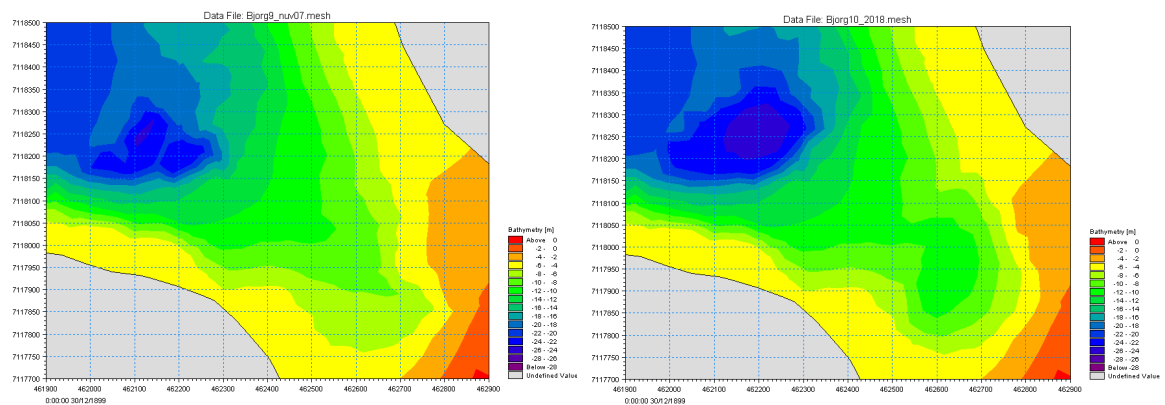 Data File: Bjorg9_nuv07.mesh
7118500
7118450
7118400
7118350
7118300
7118250
7118200
7118150
7118100
7118050
7118000
7117950
7117900
7117850
7117800
7117750
7117700
461900 462000 462100 462200 462300 462400 462500 462600 462700 462800 462900
0:00:00 30/12/1899
Bathymetry [m]
Above 0
-2 - 0
-4 - -2
-6 - -4
-8 - -6
-10 - -8
-12 - -10
-14 - -12
-16 - -14
-18 - -16
-20 - -18
-22 - -20
-24 - -22
-26 - -24
-28 - -26
Below -28
Undefined Value
Data File: Bjorg10_2018.mesh
7118500
7118450
7118400
7118350
7118300
7118250
7118200
7118150
7118100
7118050
7118000
7117950
7117900
7117850
7117800
7117750
7117700
461900 462000 462100 462200 462300 462400 462500 462600 462700 462800 462900
0:00:00 30/12/1899
Bathymetry [m]
Above 0
-2 - 0
-4 - -2
-6 - -4
-8 - -6
-10 - -8
-12 - -10
-14 - -12
-16 - -14
-18 - -16
-20 - -18
-22 - -20
-24 - -22
-26 - -24
-28 - -26
Below -28
Undefined Value